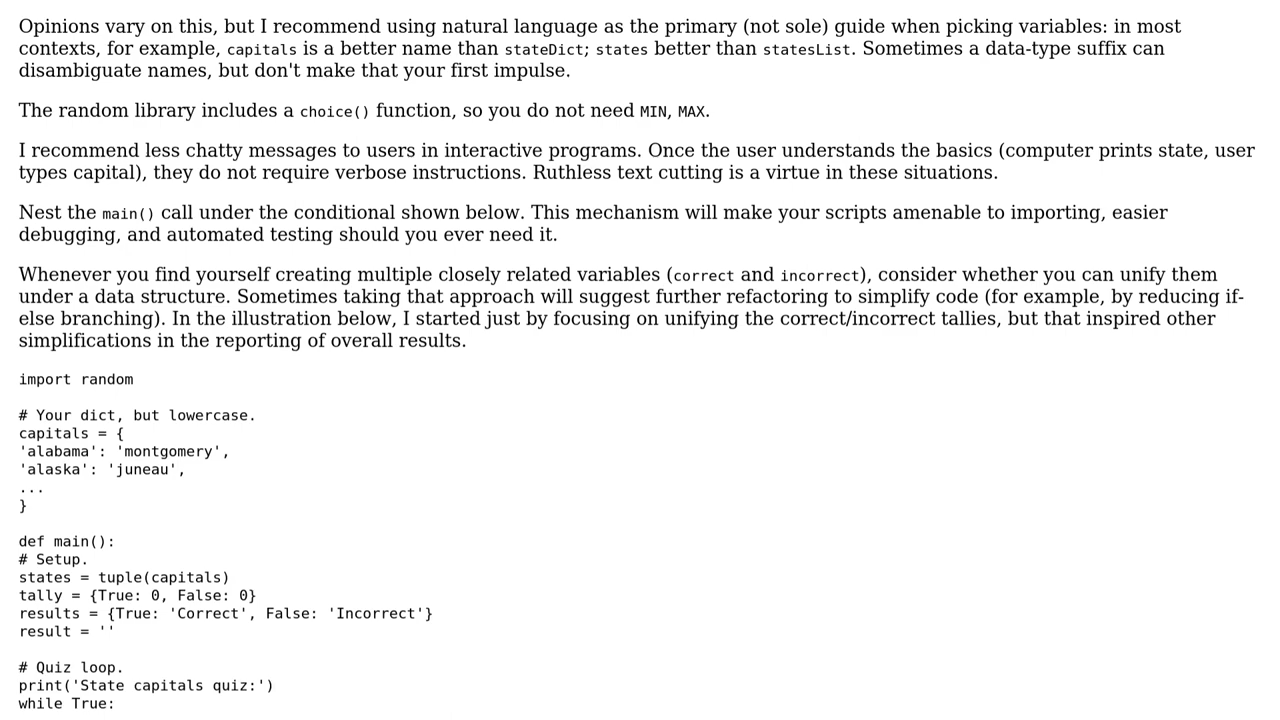 Opinions vary on this, but I recommend using natural language as the primary (not sole) guide when picking variables: in most
contexts, for example, capitals is a better name than stateDict; states better than statesList. Sometimes a data-type suffix can
disambiguate names, but don't make that your first impulse.
The random library includes a choice() function, so you do not need MIN, MAX.
I recommend less chatty messages to users in interactive programs. Once the user understands the basics (computer prints state, user
types capital), they do not require verbose instructions. Ruthless text cutting is a virtue in these situations.
Nest the main() call under the conditional shown below. This mechanism will make your scripts amenable to importing, easier
debugging, and automated testing should you ever need it.
Whenever you find yourself creating multiple closely related variables (correct and incorrect), consider whether you can unify them
under a data structure. Sometimes taking that approach will suggest further refactoring to simplify code (for example, by reducing if-
else branching). In the illustration below, I started just by focusing on unifying the correct/incorrect tallies, but that inspired other
simplifications in the reporting of overall results.
import random
# Your dict, but lowercase.
capitals = {
'alabama': 'montgomery',
'alaska': 'juneau',
...
}
def main():
# Setup.
states = tuple(capitals)
tally = {True: 0, False: 0}
results = {True: 'Correct', False: 'Incorrect'}
result = ''
# Quiz loop.
print('State capitals quiz:')
while True: